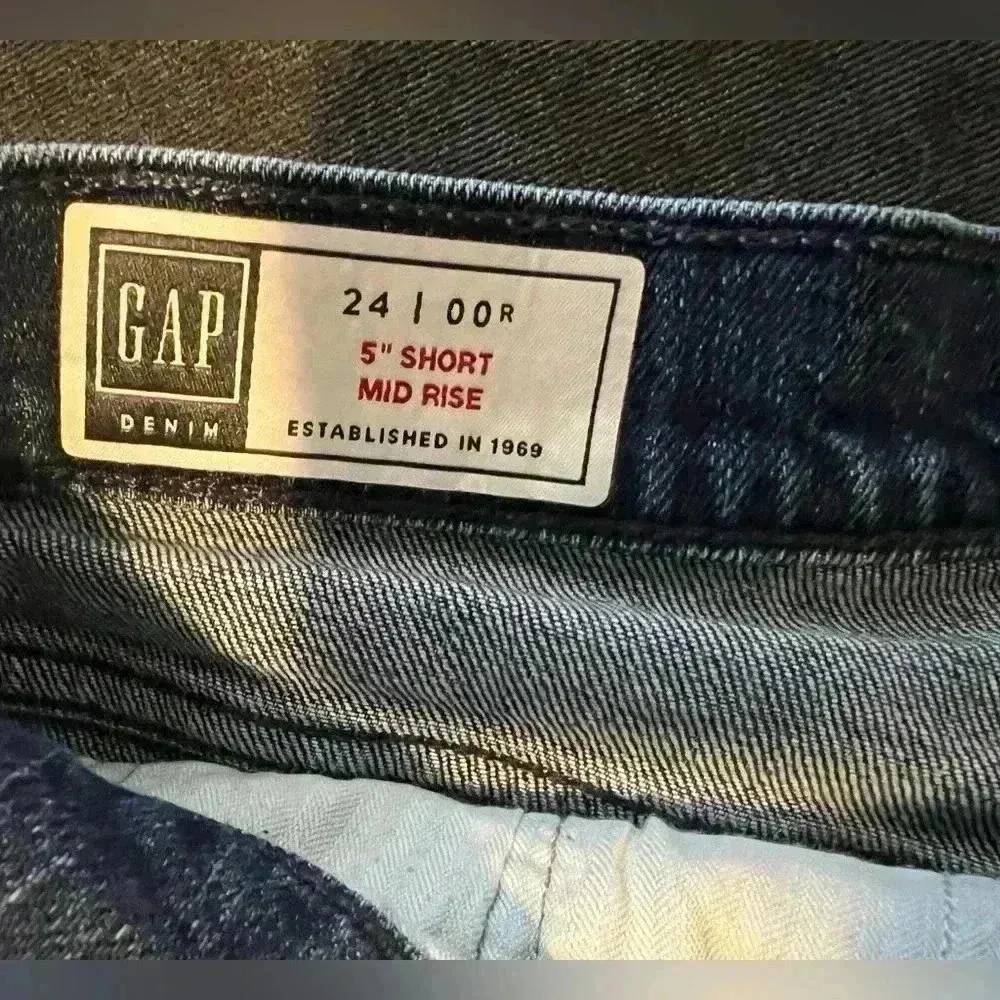 GAP
DENIM
24 | 00R
5" SHORT
MID RISE
ESTABLISHED IN 1969